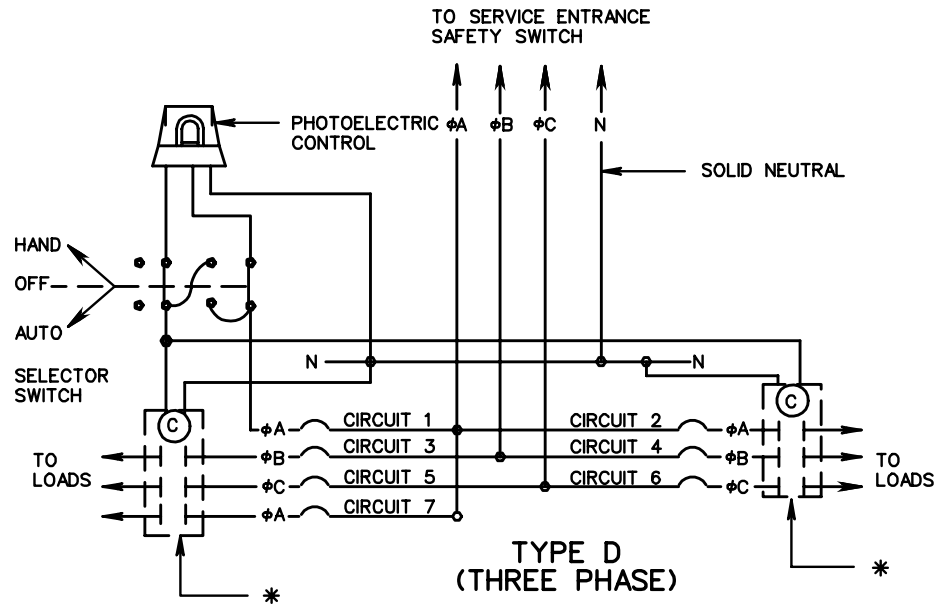 TO SERVICE ENTRANCE
SAFETY SWITCH
PHOTOELECTRIC
CONTROL
ϕA ϕB ϕC N
SOLID NEUTRAL
HAND
OFF
AUTO
SELECTOR
SWITCH
N
N
C
C
ϕA CIRCUIT 1 CIRCUIT 2 ϕA
ϕB CIRCUIT 3 CIRCUIT 4 ϕB
TO
LOADS
TO
LOADS
ϕC CIRCUIT 5 CIRCUIT 6 ϕC
ϕA CIRCUIT 7
TYPE D
(THREE PHASE)
*
*